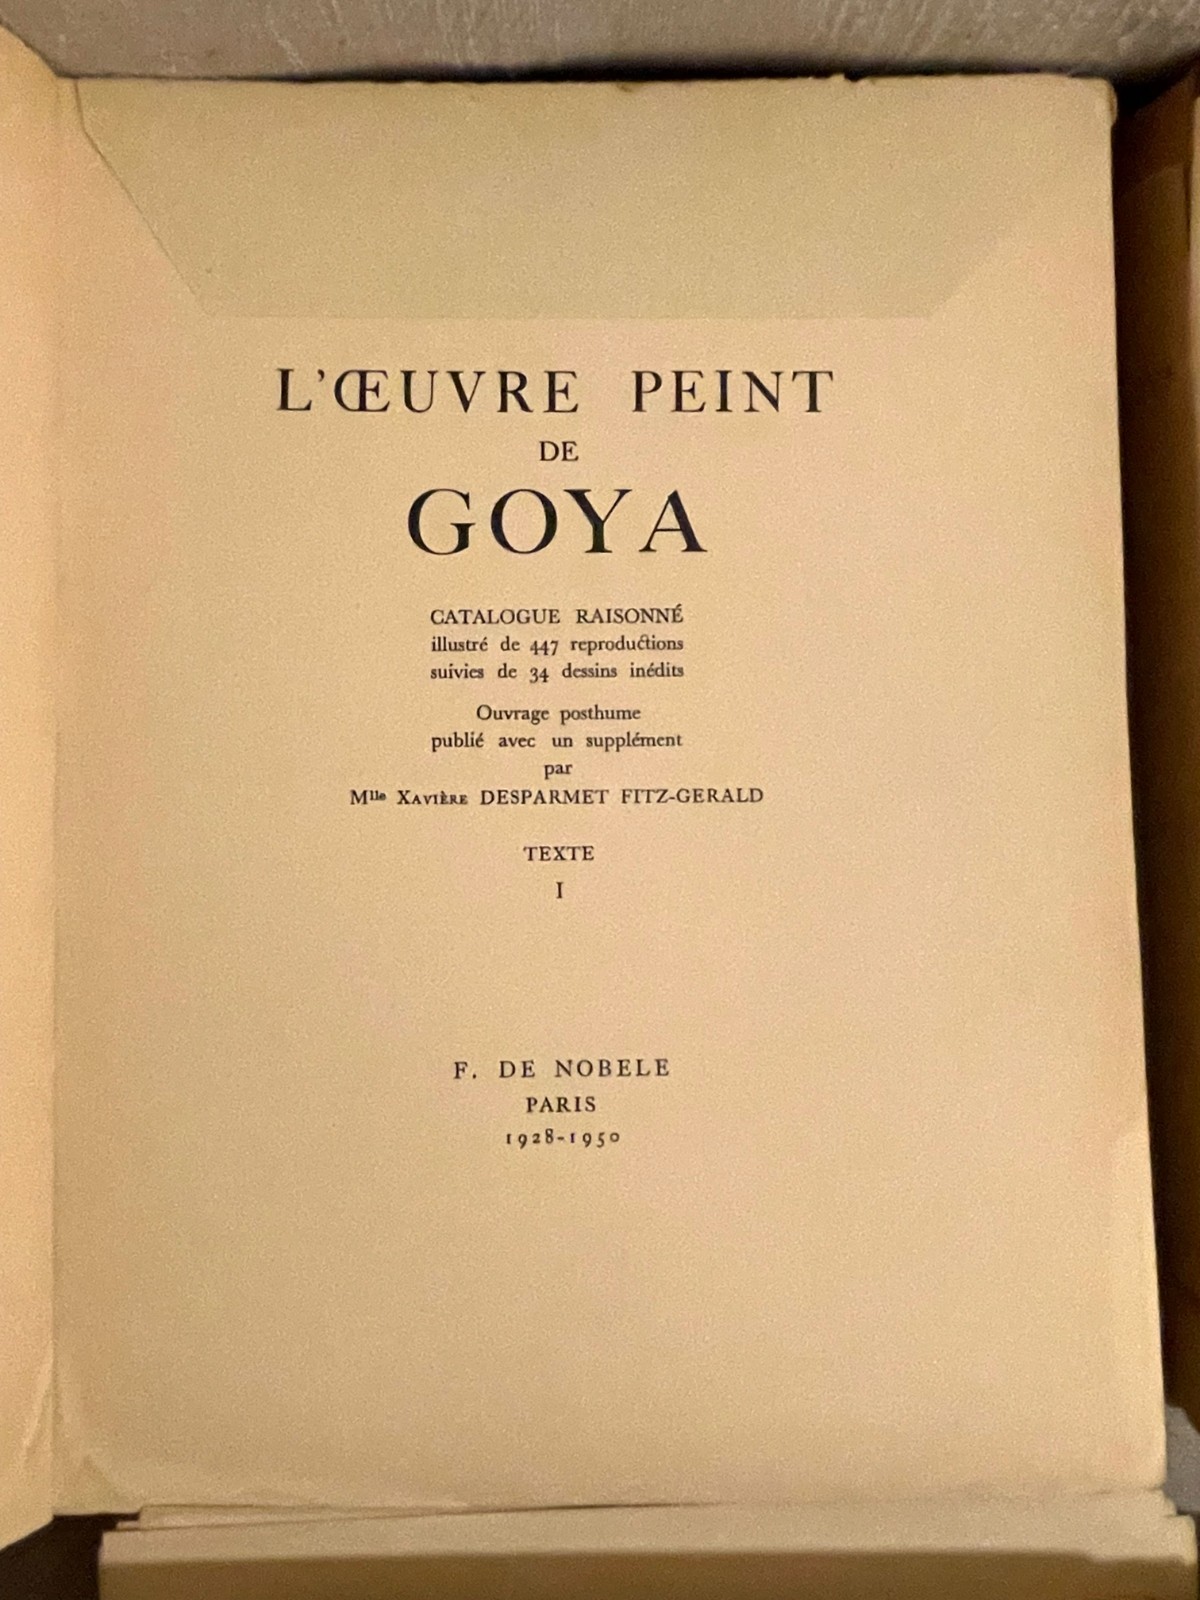 L'ŒUVRE PEINT
DE
GOYA
CATALOGUE RAISONNÉ
illustré de 447 reproductions
suivies de 34 dessins inédits
Ouvrage posthume
publié avec un supplément
par
Mlle Xavière DESPARMET FITZ-GERALD
TEXTE
I
F. DE NOBELE
PARIS
1928-1950